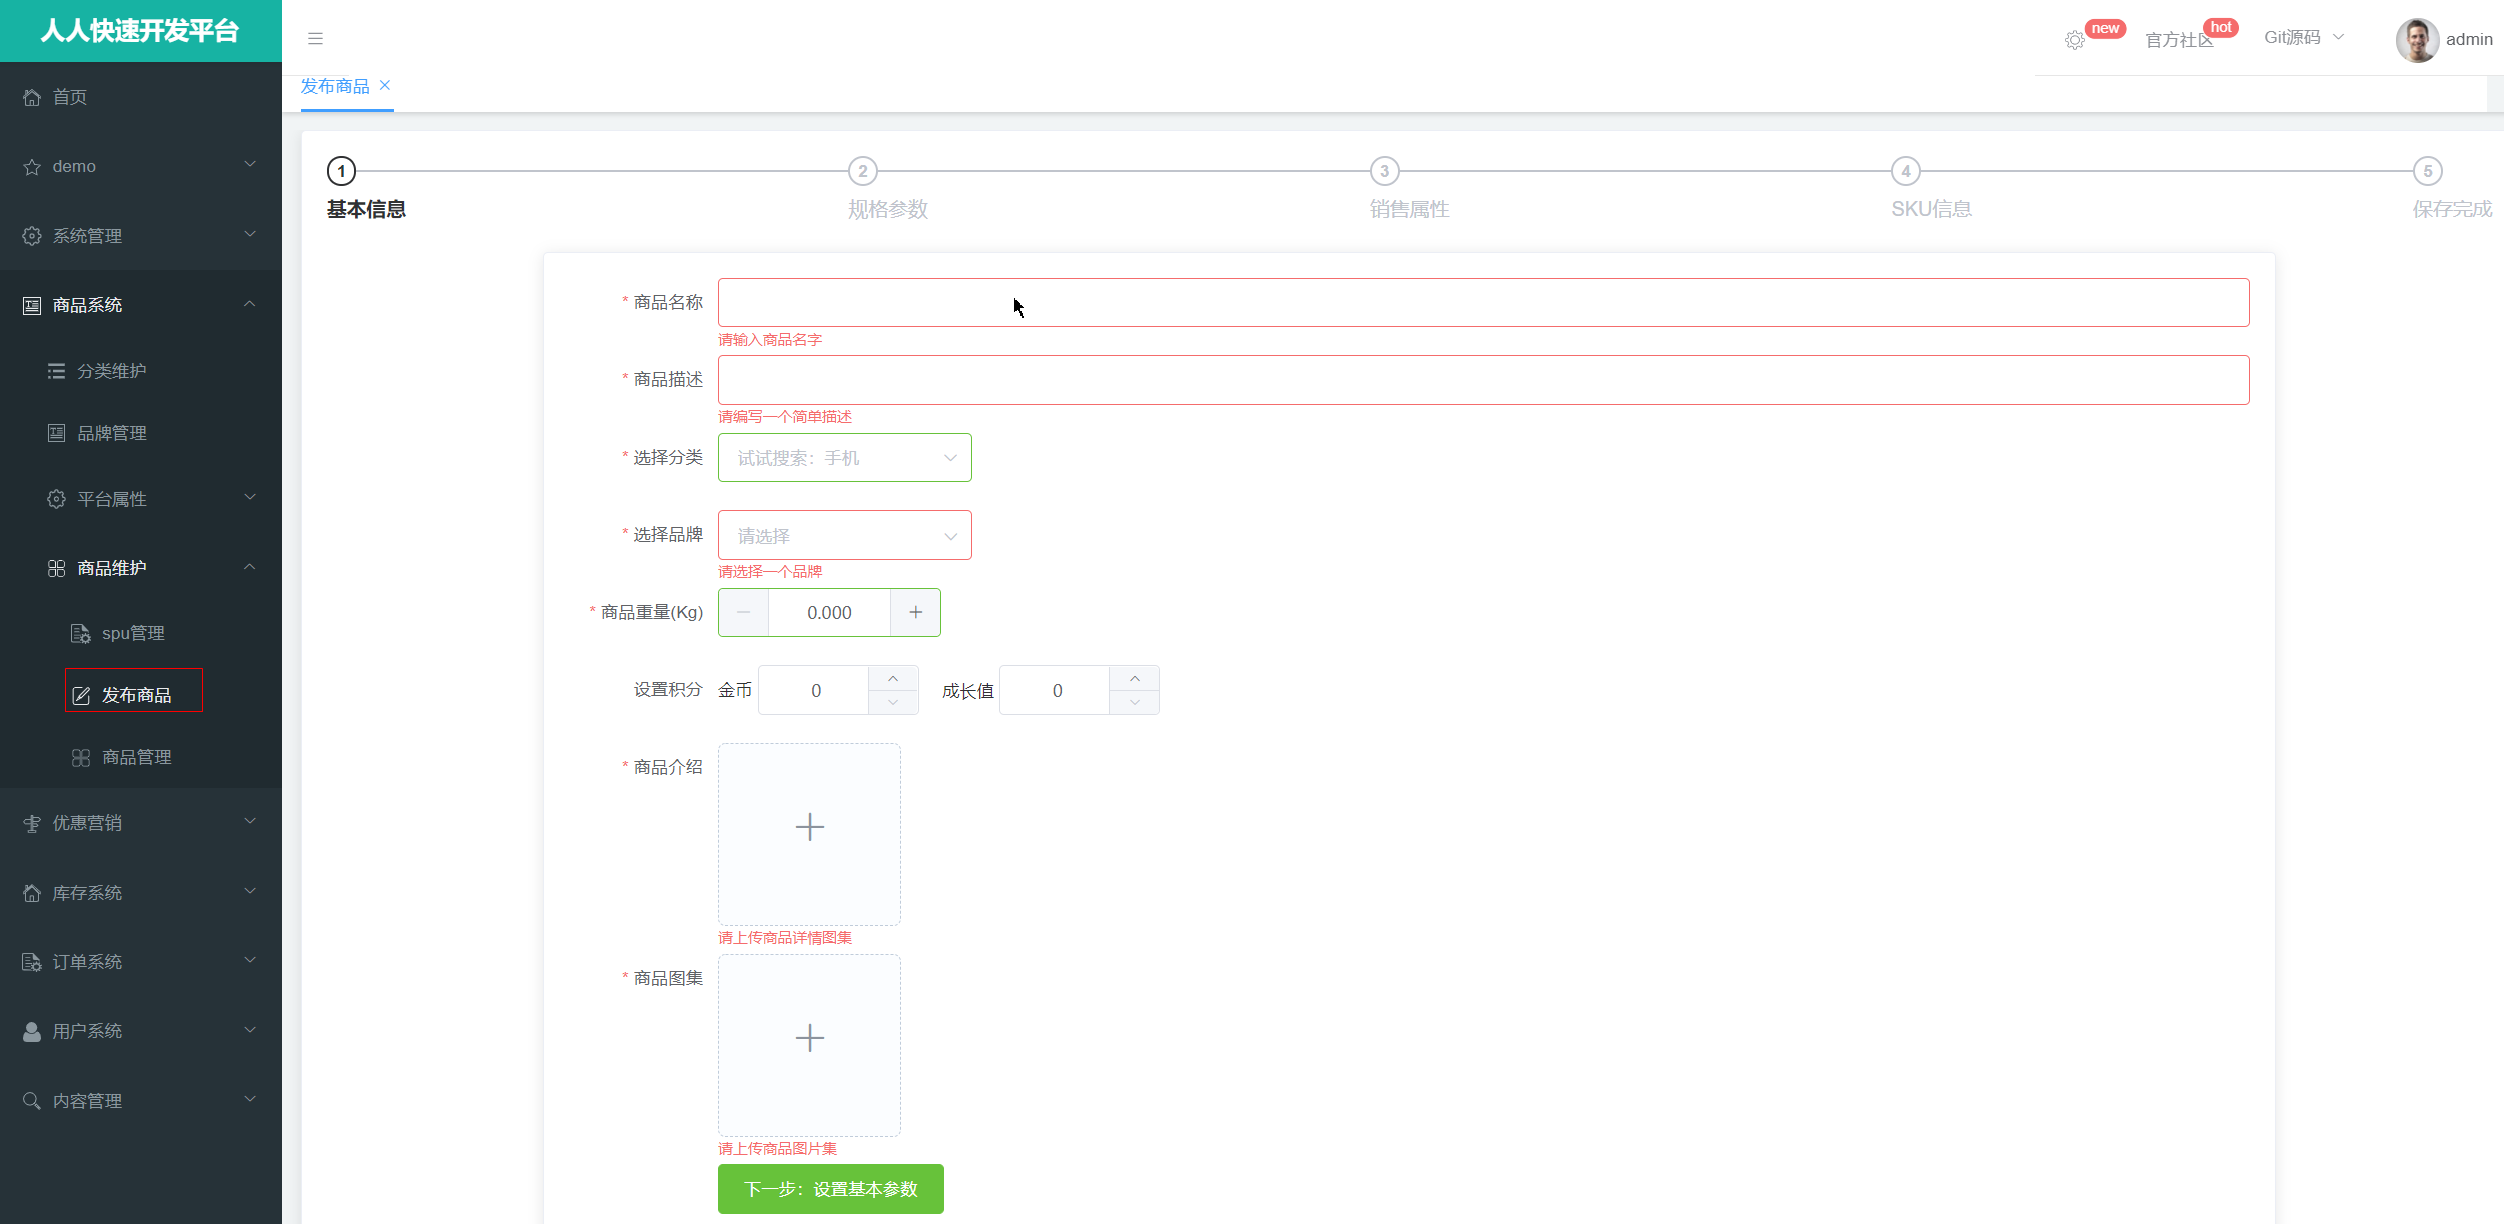 人人快速开发平台
new
官方社区
hot
Git源码
admin
发布商品
首页
demo
系统管理
商品系统
分类维护
品牌管理
平台属性
商品维护
spu管理
发布商品
商品管理
优惠营销
库存系统
订单系统
用户系统
内容管理
1
2
3
4
5
基本信息
规格参数
销售属性
SKU信息
保存完成
* 商品名称
请输入商品名字
* 商品描述
请编写一个简单描述
* 选择分类 试试搜索：手机
* 选择品牌 请选择
请选择一个品牌
* 商品重量(Kg) 0.000
设置积分 金币 0 成长值 0
* 商品介绍
请上传商品详情图集
* 商品图集
请上传商品图片集
下一步：设置基本参数